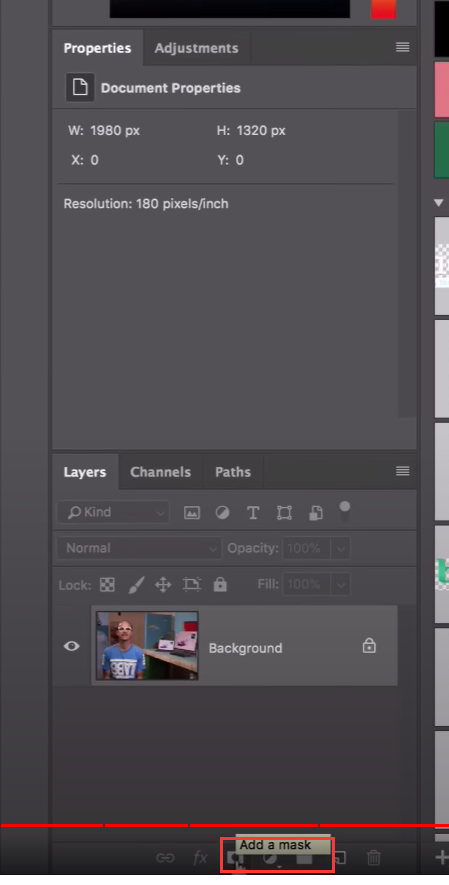 Properties Adjustments
Document Properties
W: 1980 px H: 1320 px
X: 0 Y: 0
Resolution: 180 pixels/inch
Layers Channels Paths
Kind
Normal Opacity: 100%
Lock: Fill: 100%
Background
Add a mask
fx